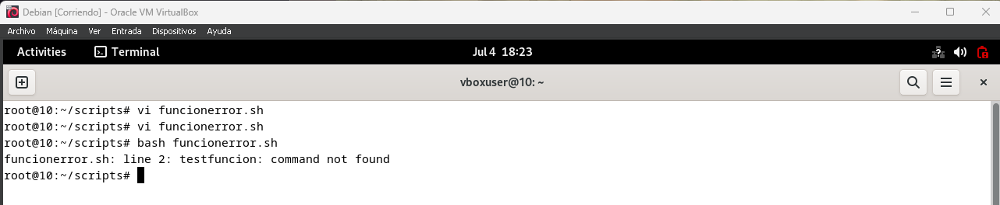 Debian [Corriendo] - Oracle VM VirtualBox
Archivo Máquina Ver Entrada Dispositivos Ayuda
Activities Terminal Jul 4 18:23
vboxuser@10: ~
root@10:~/scripts# vi funcionerror.sh
root@10:~/scripts# vi funcionerror.sh
root@10:~/scripts# bash funcionerror.sh
funcionerror.sh: line 2: testfuncion: command not found
root@10:~/scripts#